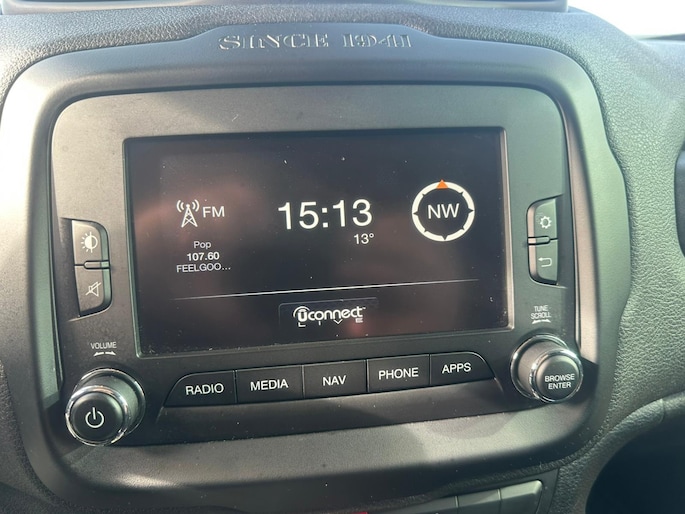 SINCE 1941
FM
Pop
107.60
FEELGOO...
15:13
13°
NW
uconnect™
LIVE
VOLUME
TUNE
SCROLL
RADIO
MEDIA
NAV
PHONE
APPS
BROWSE
ENTER